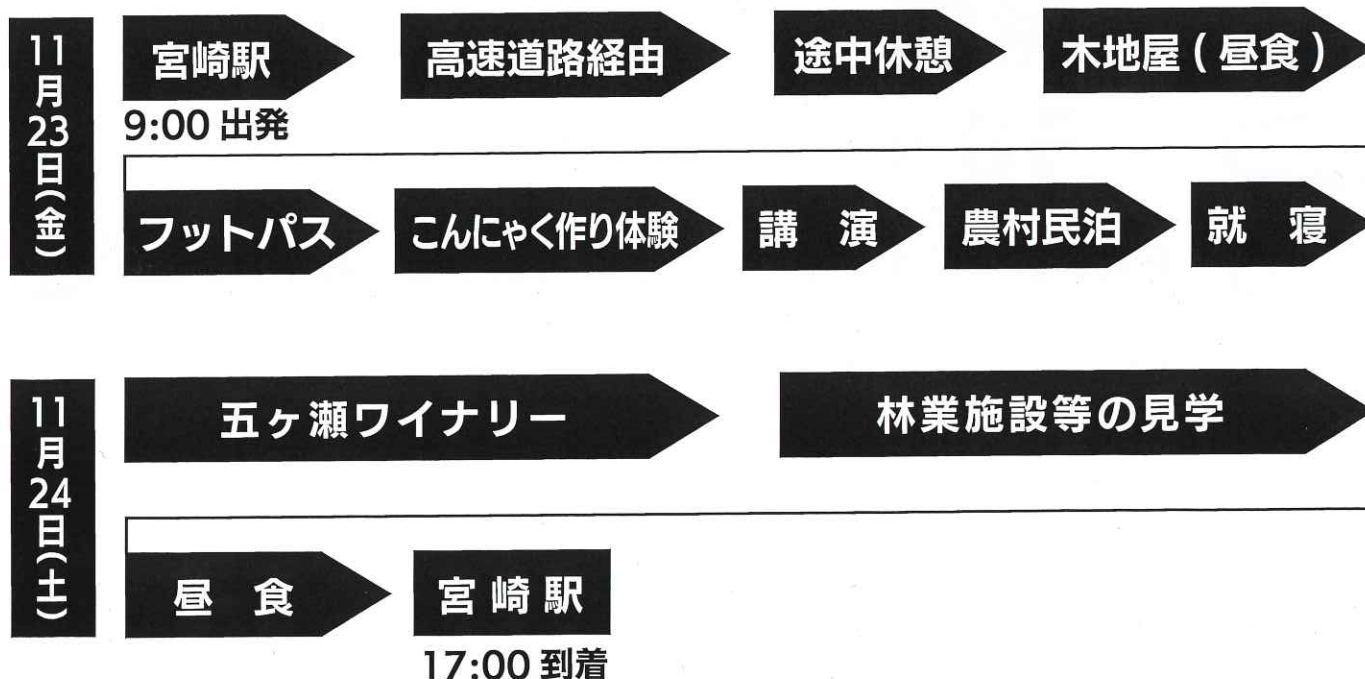 11月23日(金)
宮崎駅
高速道路経由
途中休憩
木地屋(昼食)
9:00 出発
フットパス
こんにゃく作り体験
講 演
農村民泊
就 寝
11月24日(土)
五ヶ瀬ワイナリー
林業施設等の見学
昼 食
宮崎駅
17:00 到着